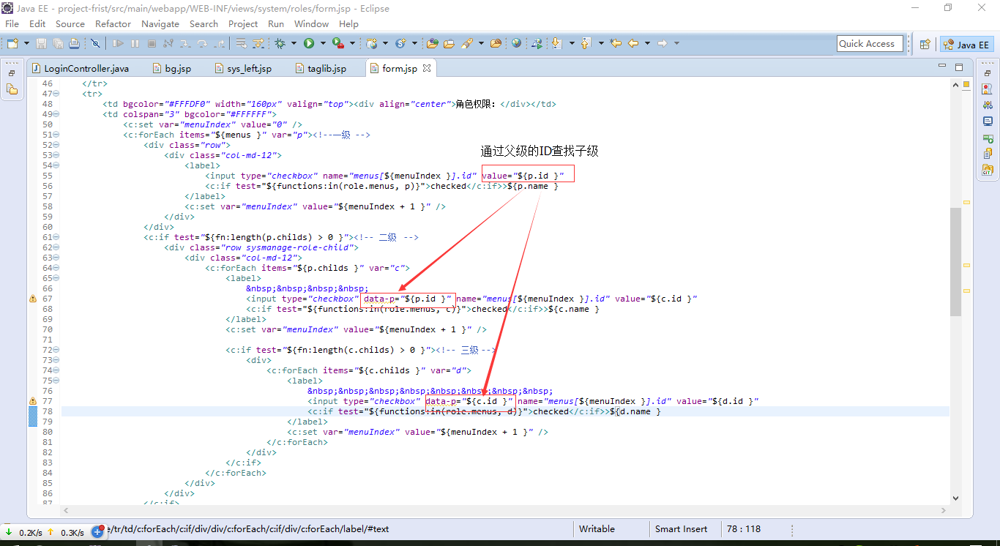 Java EE - project-frist/src/main/webapp/WEB-INF/views/system/roles/form.jsp - Eclipse
File Edit Source Refactor Navigate Search Project Run Window Help
Quick Access Java EE
LoginController.java bg.jsp sys_left.jsp taglib.jsp form.jsp
46 </tr>
47 <tr>
48 <td bgcolor="#FFFDF0" width="160px" valign="top"><div align="center">角色权限：</div></td>
49 <td colspan="3" bgcolor="#FFFFFF">
50 <c:set var="menuIndex" value="0" />
51 <c:forEach items="${menus }" var="p"><!--一级 -->
52 <div class="row">
通过父级的ID查找子级
53 <div class="col-md-12">
54 <label>
55 <input type="checkbox" name="menus[${menuIndex }].id" value="${p.id }"
56 <c:if test="${functions:in(role.menus, p)}">checked</c:if>>${p.name }
57 </label>
58 <c:set var="menuIndex" value="${menuIndex + 1 }" />
59 </div>
60 </div>
61 <c:if test="${fn:length(p.childs) > 0 }"><!-- 二级 -->
62 <div class="row sysmanage-role-child">
63 <div class="col-md-12">
64 <c:forEach items="${p.childs }" var="c">
65 <label>
66 &nbsp;&nbsp;&nbsp;&nbsp;
67 <input type="checkbox" data-p="${p.id }" name="menus[${menuIndex }].id" value="${c.id }"
68 <c:if test="${functions:in(role.menus, c)}">checked</c:if>>${c.name }
69 </label>
70 <c:set var="menuIndex" value="${menuIndex + 1 }" />
71
72 <c:if test="${fn:length(c.childs) > 0 }"><!-- 三级 -->
73 <div>
74 <c:forEach items="${c.childs }" var="d">
75 <label>
76 &nbsp;&nbsp;&nbsp;&nbsp;&nbsp;&nbsp;&nbsp;&nbsp;
77 <input type="checkbox" data-p="${c.id }" name="menus[${menuIndex }].id" value="${d.id }"
78 <c:if test="${functions:in(role.menus, d)}">checked</c:if>>${d.name }
79 </label>
80 <c:set var="menuIndex" value="${menuIndex + 1 }" />
81 </c:forEach>
82 </div>
83 </c:if>
84 </c:forEach>
85 </div>
86 </div>
87 </c:if>
0.2K/s 0.3K/s e/tr/td/c:forEach/c:if/div/div/c:forEach/c:if/div/c:forEach/label/#text Writable Smart Insert 78 : 118